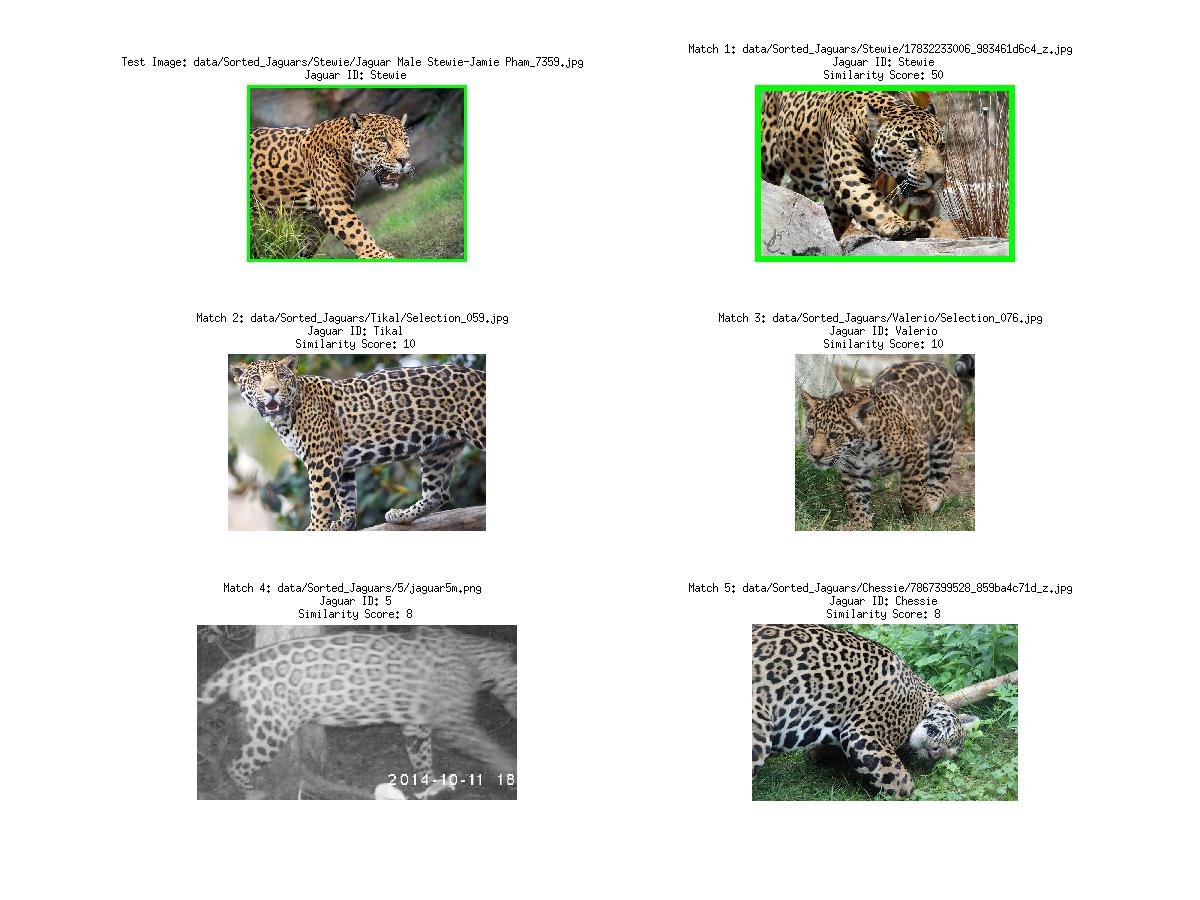 Test Image: data/Sorted_Jaguars/Stewie/Jaguar Male Stewie-Jamie Pham_7359.jpg
Jaguar ID: Stewie
Match 1: data/Sorted_Jaguars/Stewie/17832233006_983461d6c4_z.jpg
Jaguar ID: Stewie
Similarity Score: 50
Match 2: data/Sorted_Jaguars/Tikal/Selection_059.jpg
Jaguar ID: Tikal
Similarity Score: 10
Match 3: data/Sorted_Jaguars/Valerio/Selection_076.jpg
Jaguar ID: Valerio
Similarity Score: 10
Match 4: data/Sorted_Jaguars/5/jaguar5m.png
Jaguar ID: 5
Similarity Score: 8
2014-10-11 18
Match 5: data/Sorted_Jaguars/Chessie/7867399528_859ba4c71d_z.jpg
Jaguar ID: Chessie
Similarity Score: 8